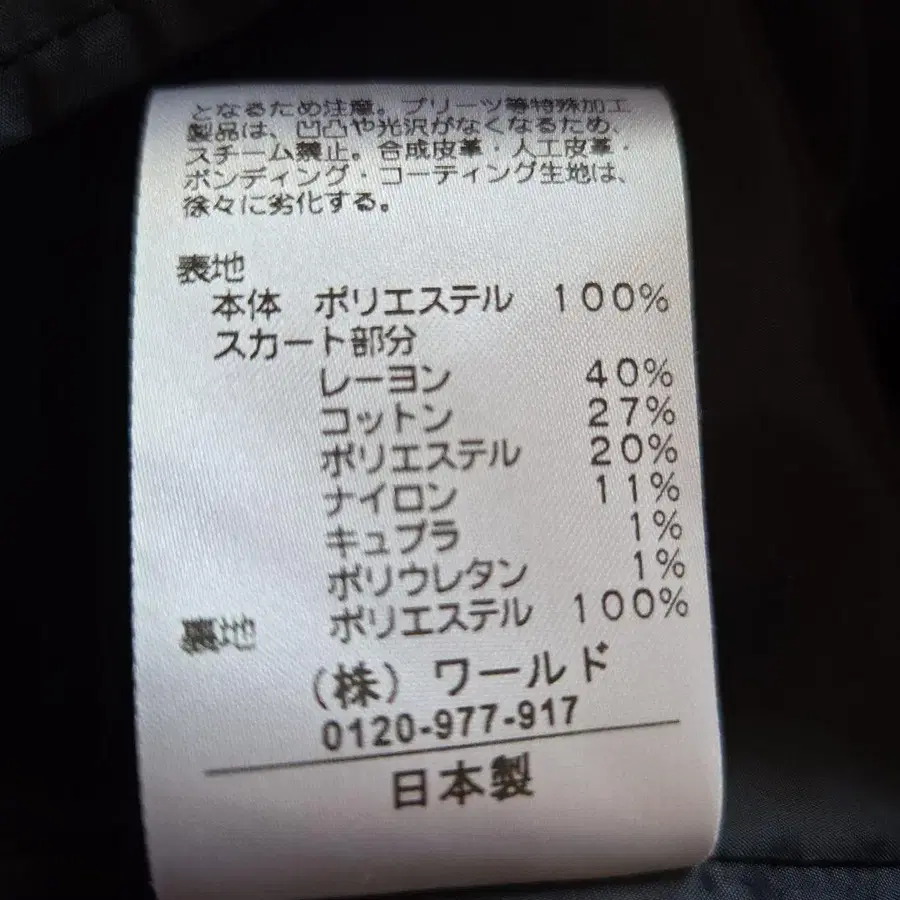 となるため注意。プリーツ等特殊加工
製品は、凹凸や光沢がなくなるため、
スチーム禁止。合成皮革・人工皮革・
ボンディング・コーティング生地は、
徐々に劣化する。
表地
本体 ポリエステル 100%
スカート部分
レーヨン 40%
コットン 27%
ポリエステル 20%
ナイロン 11%
キュプラ 1%
ポリウレタン 1%
裏地 ポリエステル 100%
(株)ワールド
0120-977-917
日本製